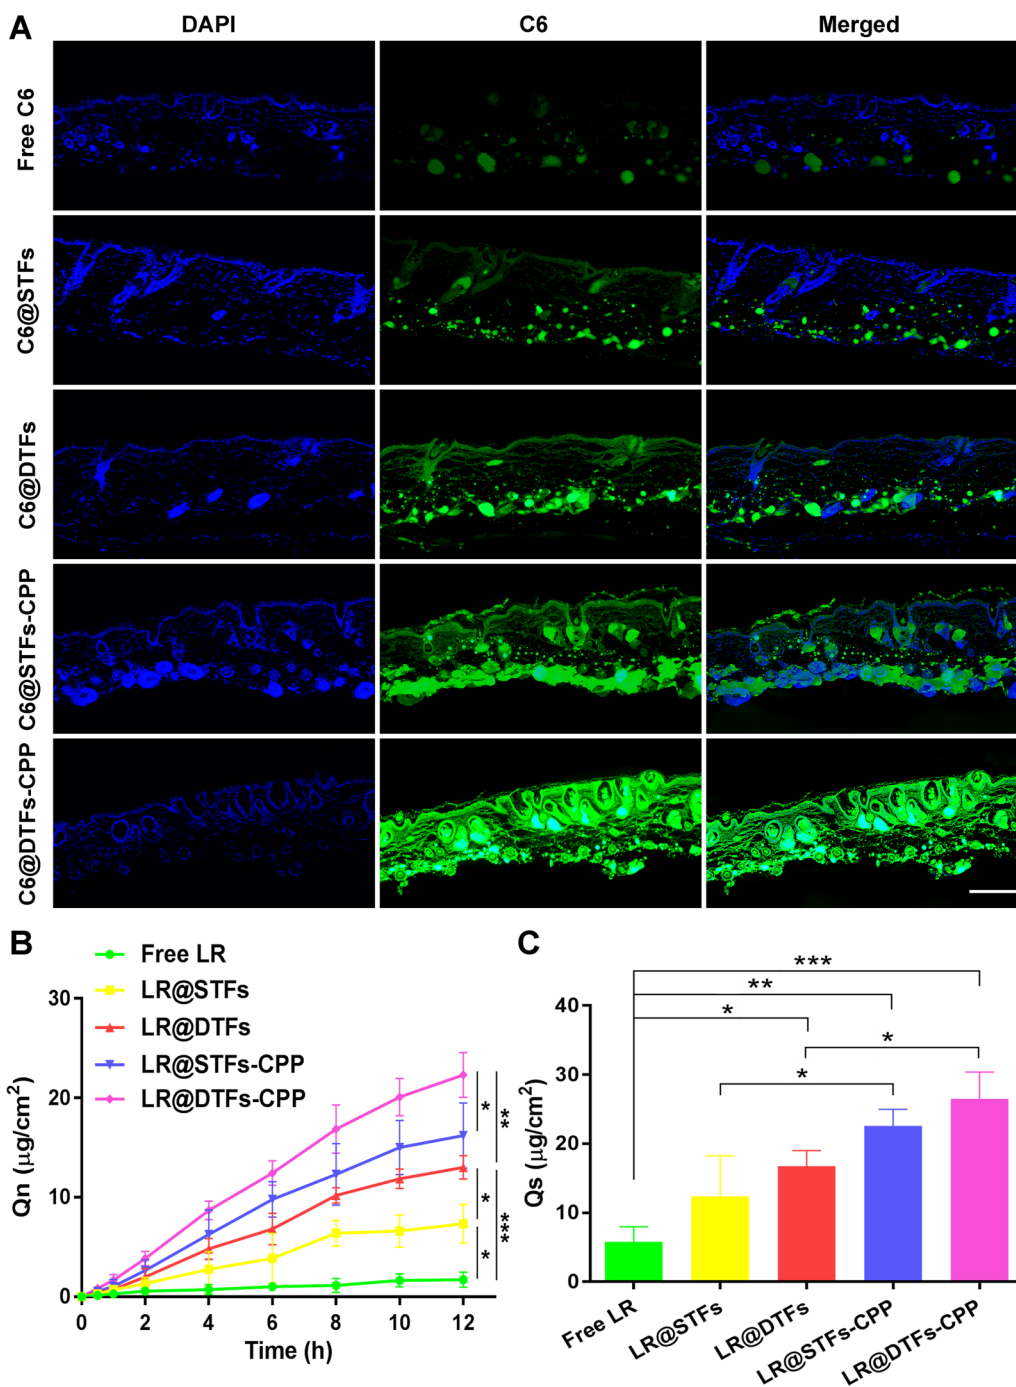 A
DAPI
C6
Merged
Free C6
C6@STFs
C6@DTFs
C6@STFs-CPP
C6@DTFs-CPP
B
Free LR
LR@STFs
LR@DTFs
LR@STFs-CPP
LR@DTFs-CPP
Qn (μg/cm²)
30
20
10
0
0
2
4
6
8
10
12
Time (h)
*
**
*
***
*
C
***
**
*
*
*
Qs (μg/cm²)
40
30
20
10
0
Free LR
LR@STFs
LR@DTFs
LR@STFs-CPP
LR@DTFs-CPP